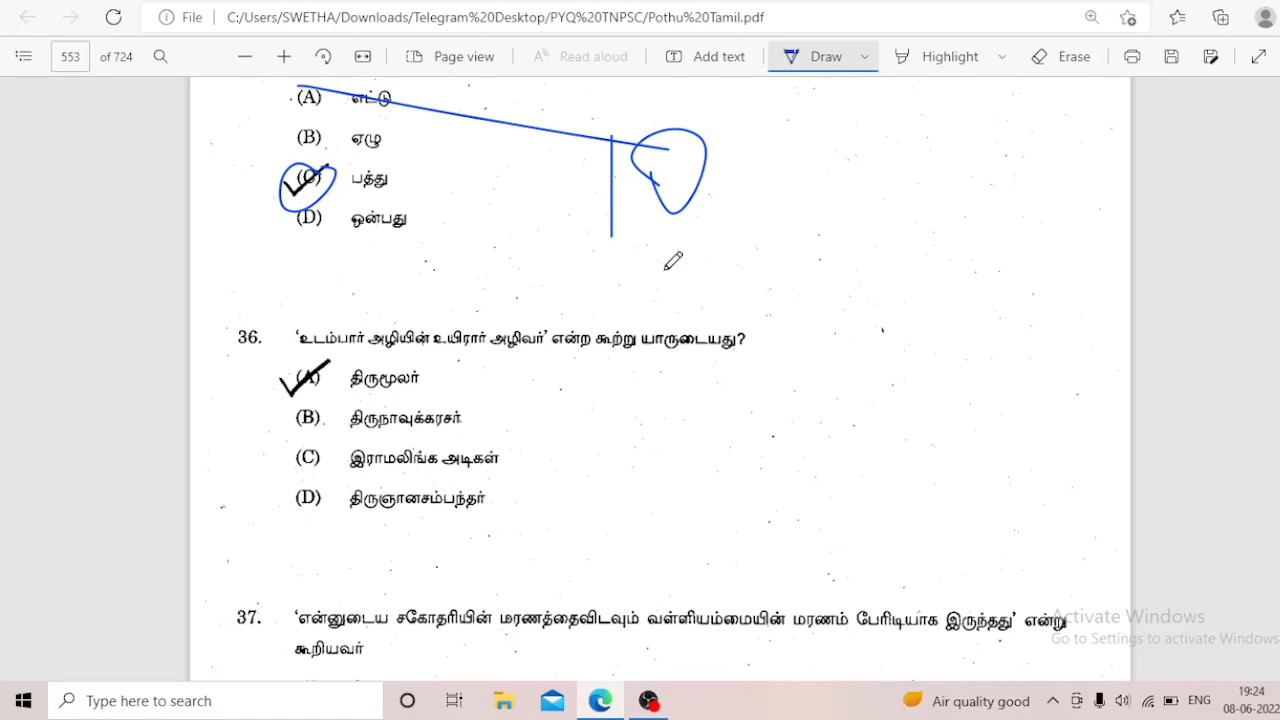 File
C:/Users/SWETHA/Downloads/Telegram%20Desktop/PYQ%20TNPSC/Pothu%20Tamil.pdf
553 of 724
Page view
Read aloud
Add text
Draw
Highlight
Erase
(A) எட்டு
(B) ஏழு
(C) பத்து
(D) ஒன்பது
36. ‘உடம்பார் அழியின் உயிரார் அழிவர்’ என்ற கூற்று யாருடையது?
(A) திருமூலர்
(B) திருநாவுக்கரசர்
(C) இராமலிங்க அடிகள்
(D) திருஞானசம்பந்தர்
37. ‘என்னுடைய சகோதரியின் மரணத்தைவிடவும் வள்ளியம்மையின் மரணம் பேரிடியாக இருந்தது’ என்று
கூறியவர்
Activate Windows
Go to Settings to activate Windows.
Type here to search
Air quality good
ENG
19:24
08-06-2022